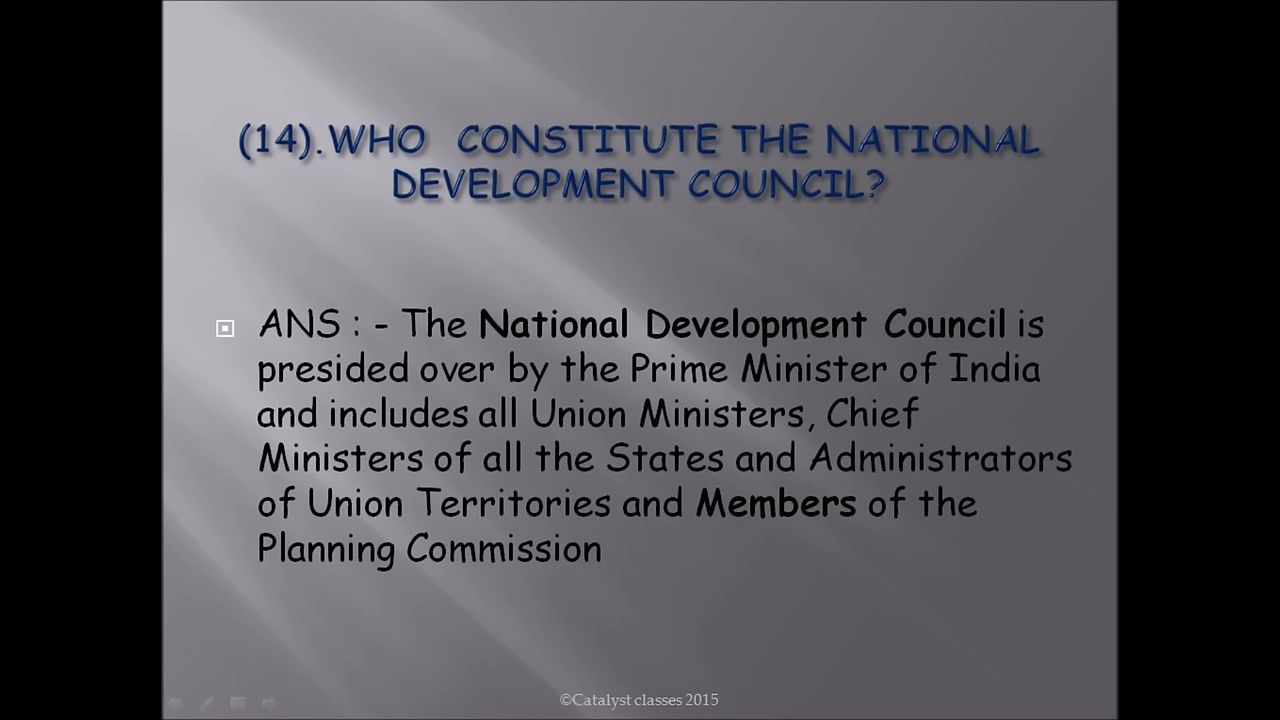 (14).WHO CONSTITUTE THE NATIONAL
DEVELOPMENT COUNCIL?
ANS : - The National Development Council is
presided over by the Prime Minister of India
and includes all Union Ministers, Chief
Ministers of all the States and Administrators
of Union Territories and Members of the
Planning Commission
©Catalyst classes 2015